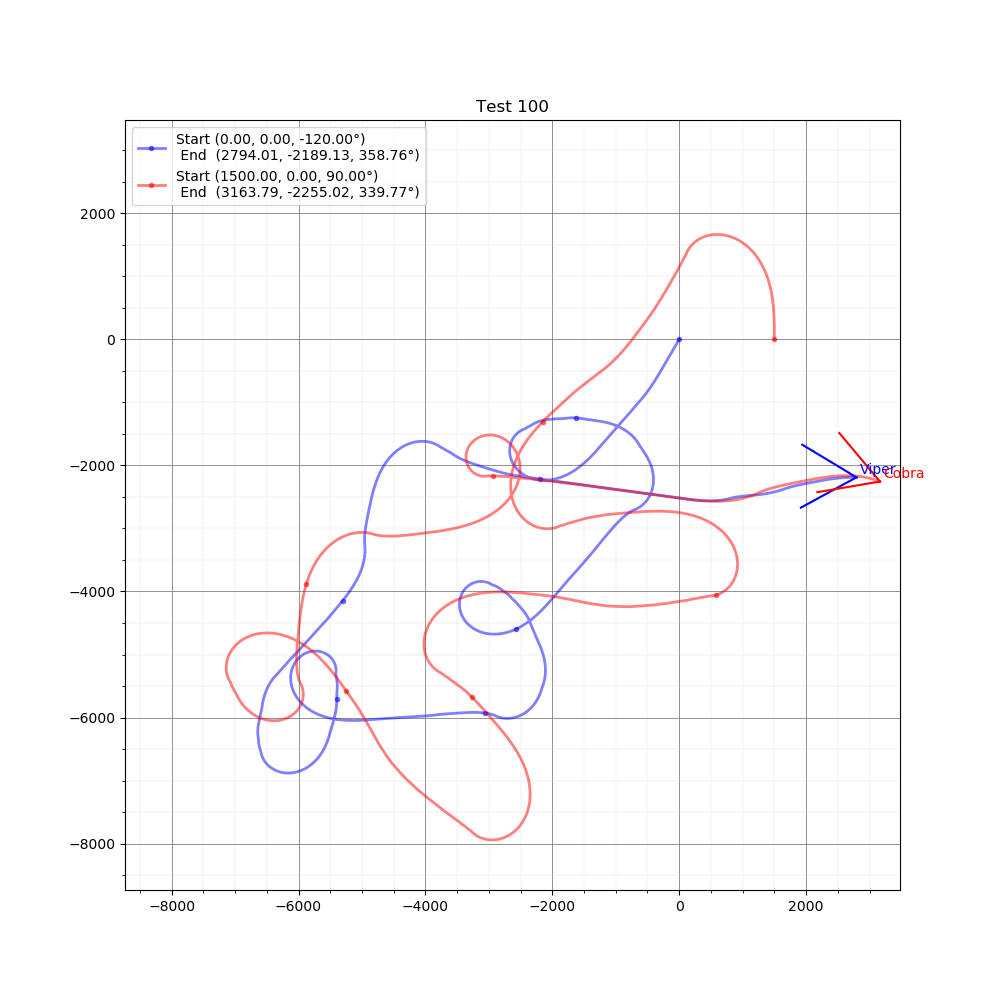 Test 100
Start (0.00, 0.00, -120.00°)
End  (2794.01, -2189.13, 358.76°)
Start (1500.00, 0.00, 90.00°)
End  (3163.79, -2255.02, 339.77°)
2000
0
−2000
−4000
−6000
−8000
Viper
Cobra
−8000
−6000
−4000
−2000
0
2000